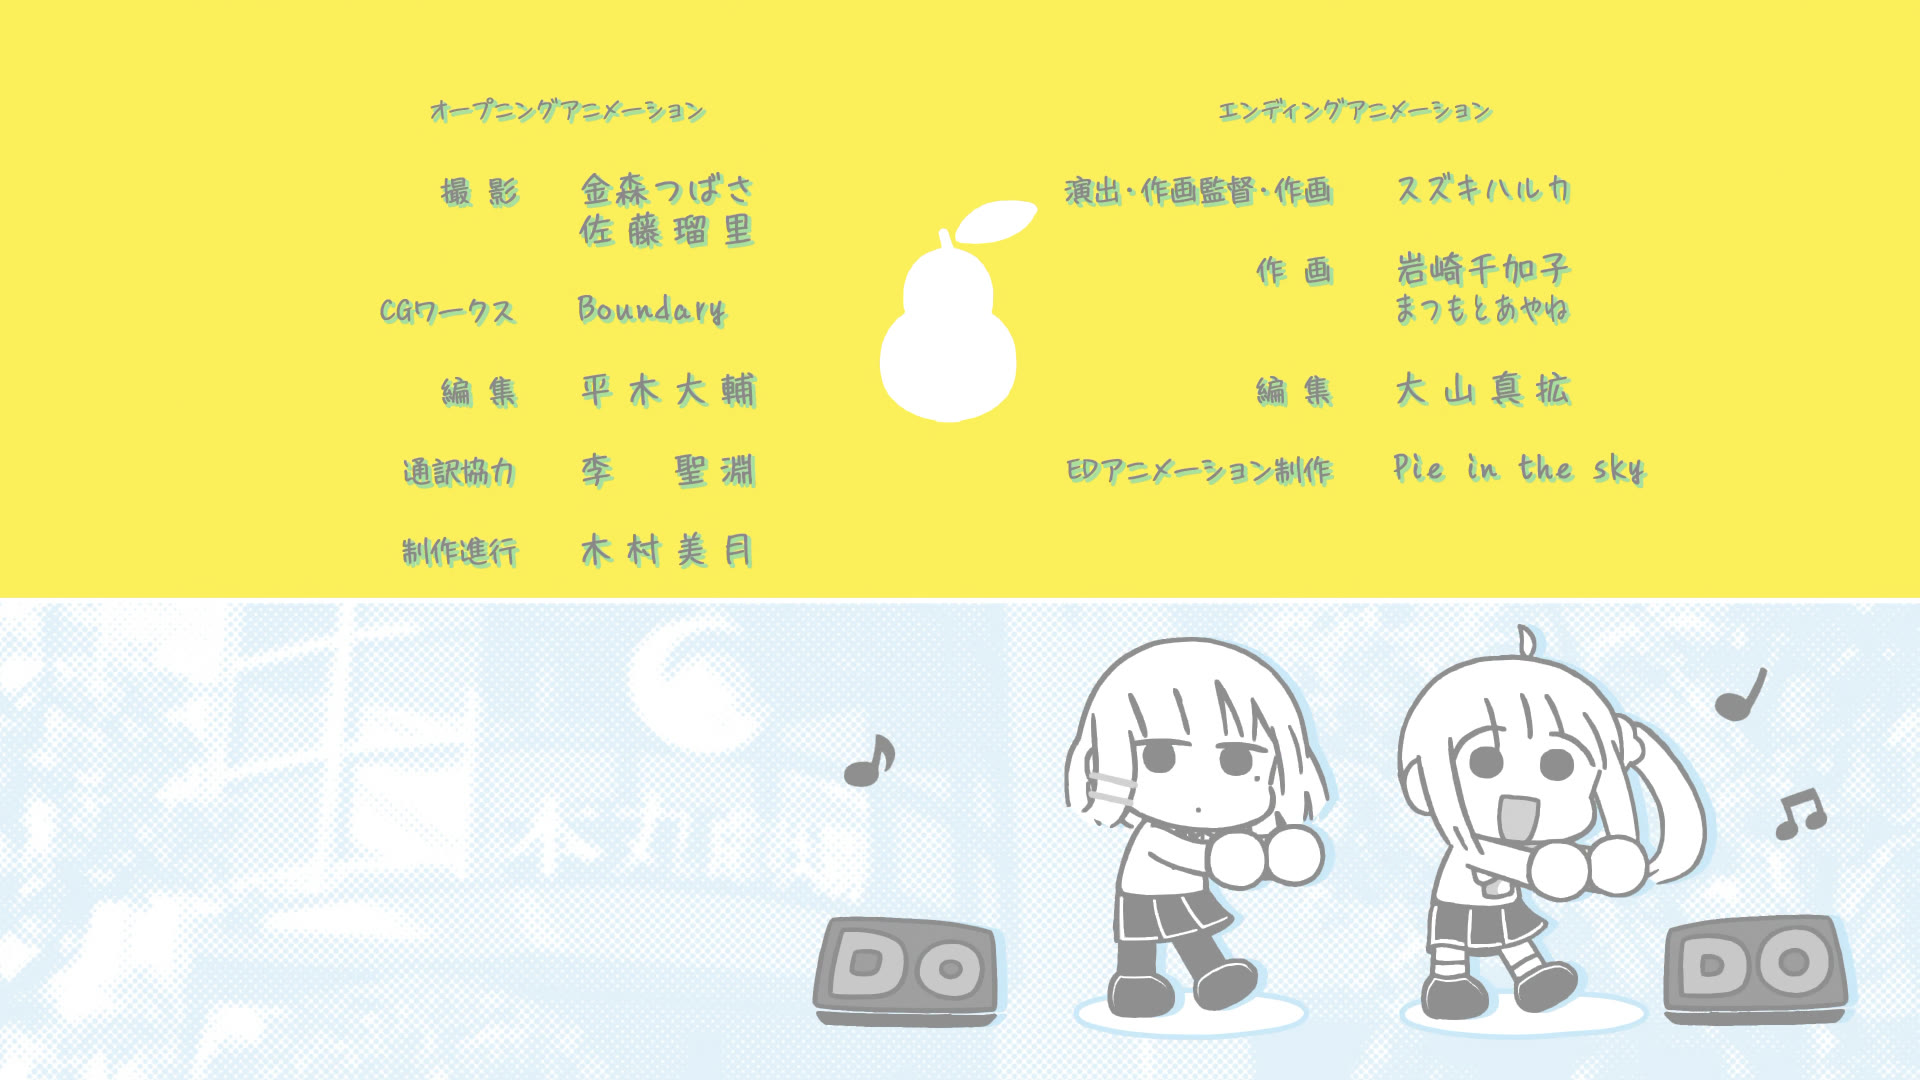 オープニングアニメーション
撮影 金森つばさ
佐藤瑠里
CGワークス Boundary
編集 平木大輔
通訳協力 李 聖淵
制作進行 木村美月
エンディングアニメーション
演出・作画監督・作画 スズキハルカ
作画 岩崎千加子
まつもとあやね
編集 大山真拡
EDアニメーション制作 Pie in the sky
DO
DO